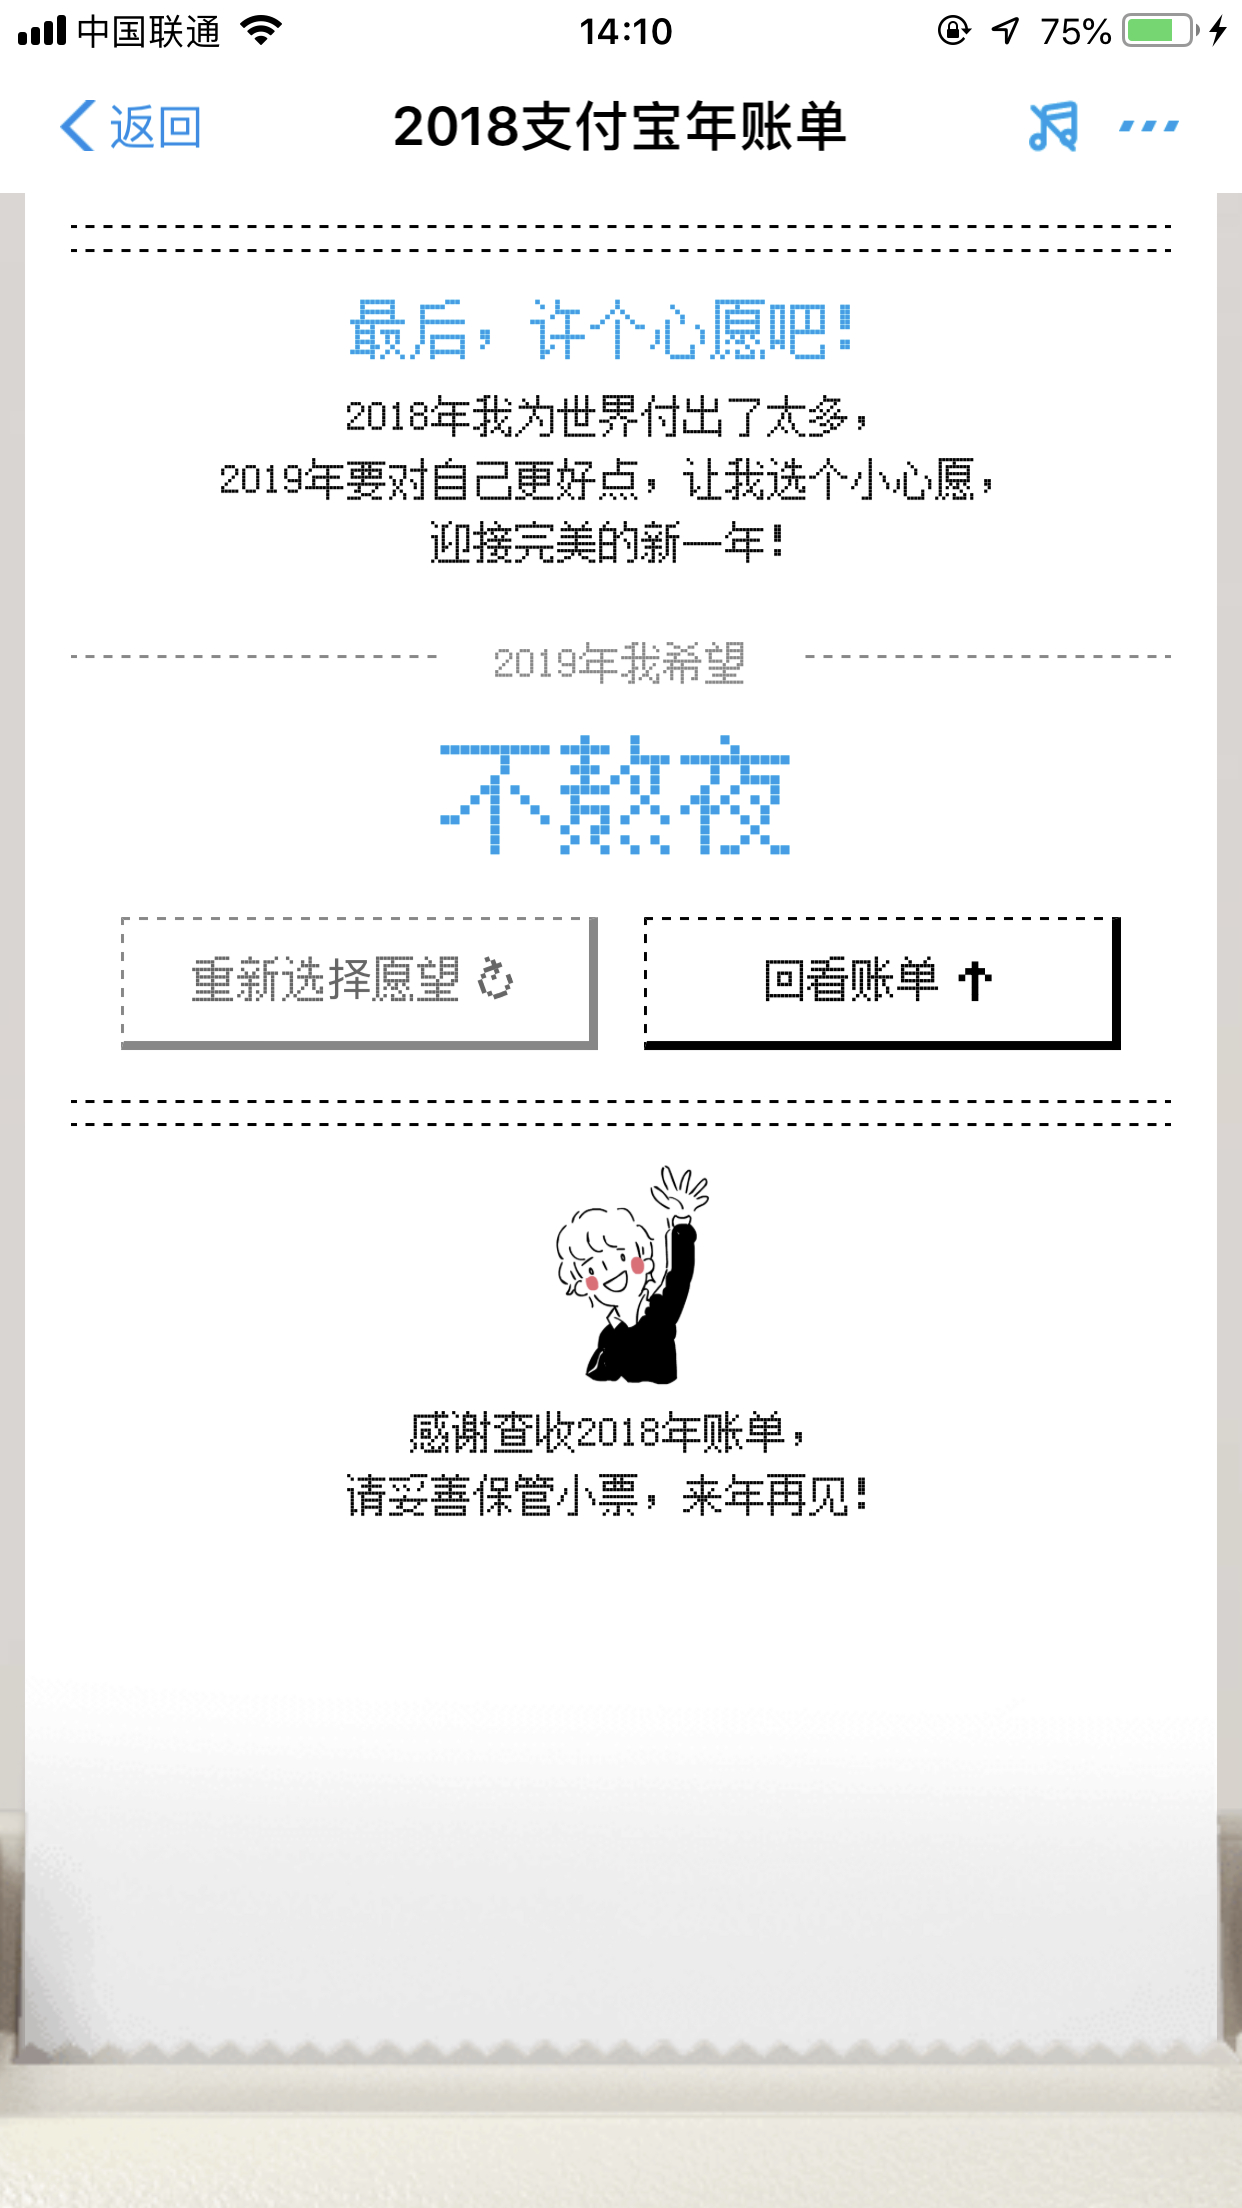 中国联通
14:10
75%
返回
2018支付宝年账单
最后，许个心愿吧！
2018年我为世界付出了太多，
2019年要对自己更好点，让我选个小心愿，
迎接完美的新一年！
2019年我希望
不熬夜
重新选择愿望
回看账单
感谢查收2018年账单，
请妥善保管小票，来年再见！